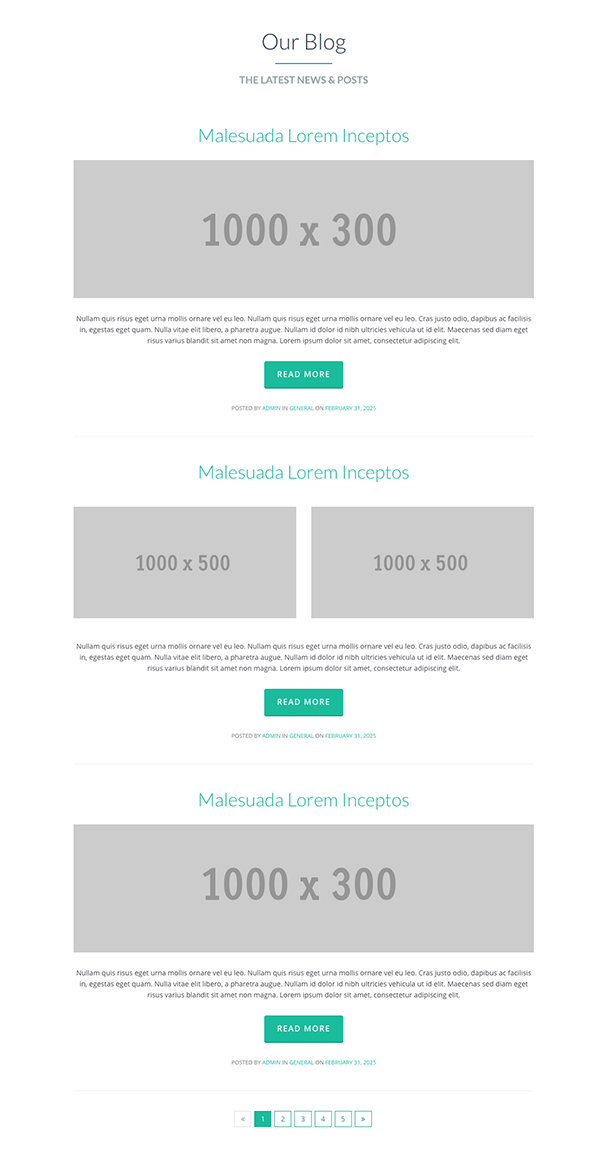 Our Blog
THE LATEST NEWS & POSTS
Malesuada Lorem Inceptos
1000 x 300
Nullam quis risus eget urna mollis ornare vel eu leo. Nullam quis risus eget urna mollis ornare vel eu leo. Cras justo odio, dapibus ac facilisis
in, egestas eget quam. Nulla vitae elit libero, a pharetra augue. Nullam id dolor id nibh ultricies vehicula ut id elit. Maecenas sed diam eget
risus varius blandit sit amet non magna. Lorem ipsum dolor sit amet, consectetur adipiscing elit.
READ MORE
POSTED BY ADMIN IN GENERAL ON FEBRUARY 31, 2025
Malesuada Lorem Inceptos
1000 x 500 1000 x 500
Nullam quis risus eget urna mollis ornare vel eu leo. Nullam quis risus eget urna mollis ornare vel eu leo. Cras justo odio, dapibus ac facilisis
in, egestas eget quam. Nulla vitae elit libero, a pharetra augue. Nullam id dolor id nibh ultricies vehicula ut id elit. Maecenas sed diam eget
risus varius blandit sit amet non magna. Lorem ipsum dolor sit amet, consectetur adipiscing elit.
READ MORE
POSTED BY ADMIN IN GENERAL ON FEBRUARY 31, 2025
Malesuada Lorem Inceptos
1000 x 300
Nullam quis risus eget urna mollis ornare vel eu leo. Nullam quis risus eget urna mollis ornare vel eu leo. Cras justo odio, dapibus ac facilisis
in, egestas eget quam. Nulla vitae elit libero, a pharetra augue. Nullam id dolor id nibh ultricies vehicula ut id elit. Maecenas sed diam eget
risus varius blandit sit amet non magna. Lorem ipsum dolor sit amet, consectetur adipiscing elit.
READ MORE
POSTED BY ADMIN IN GENERAL ON FEBRUARY 31, 2025
« 1 2 3 4 5 »